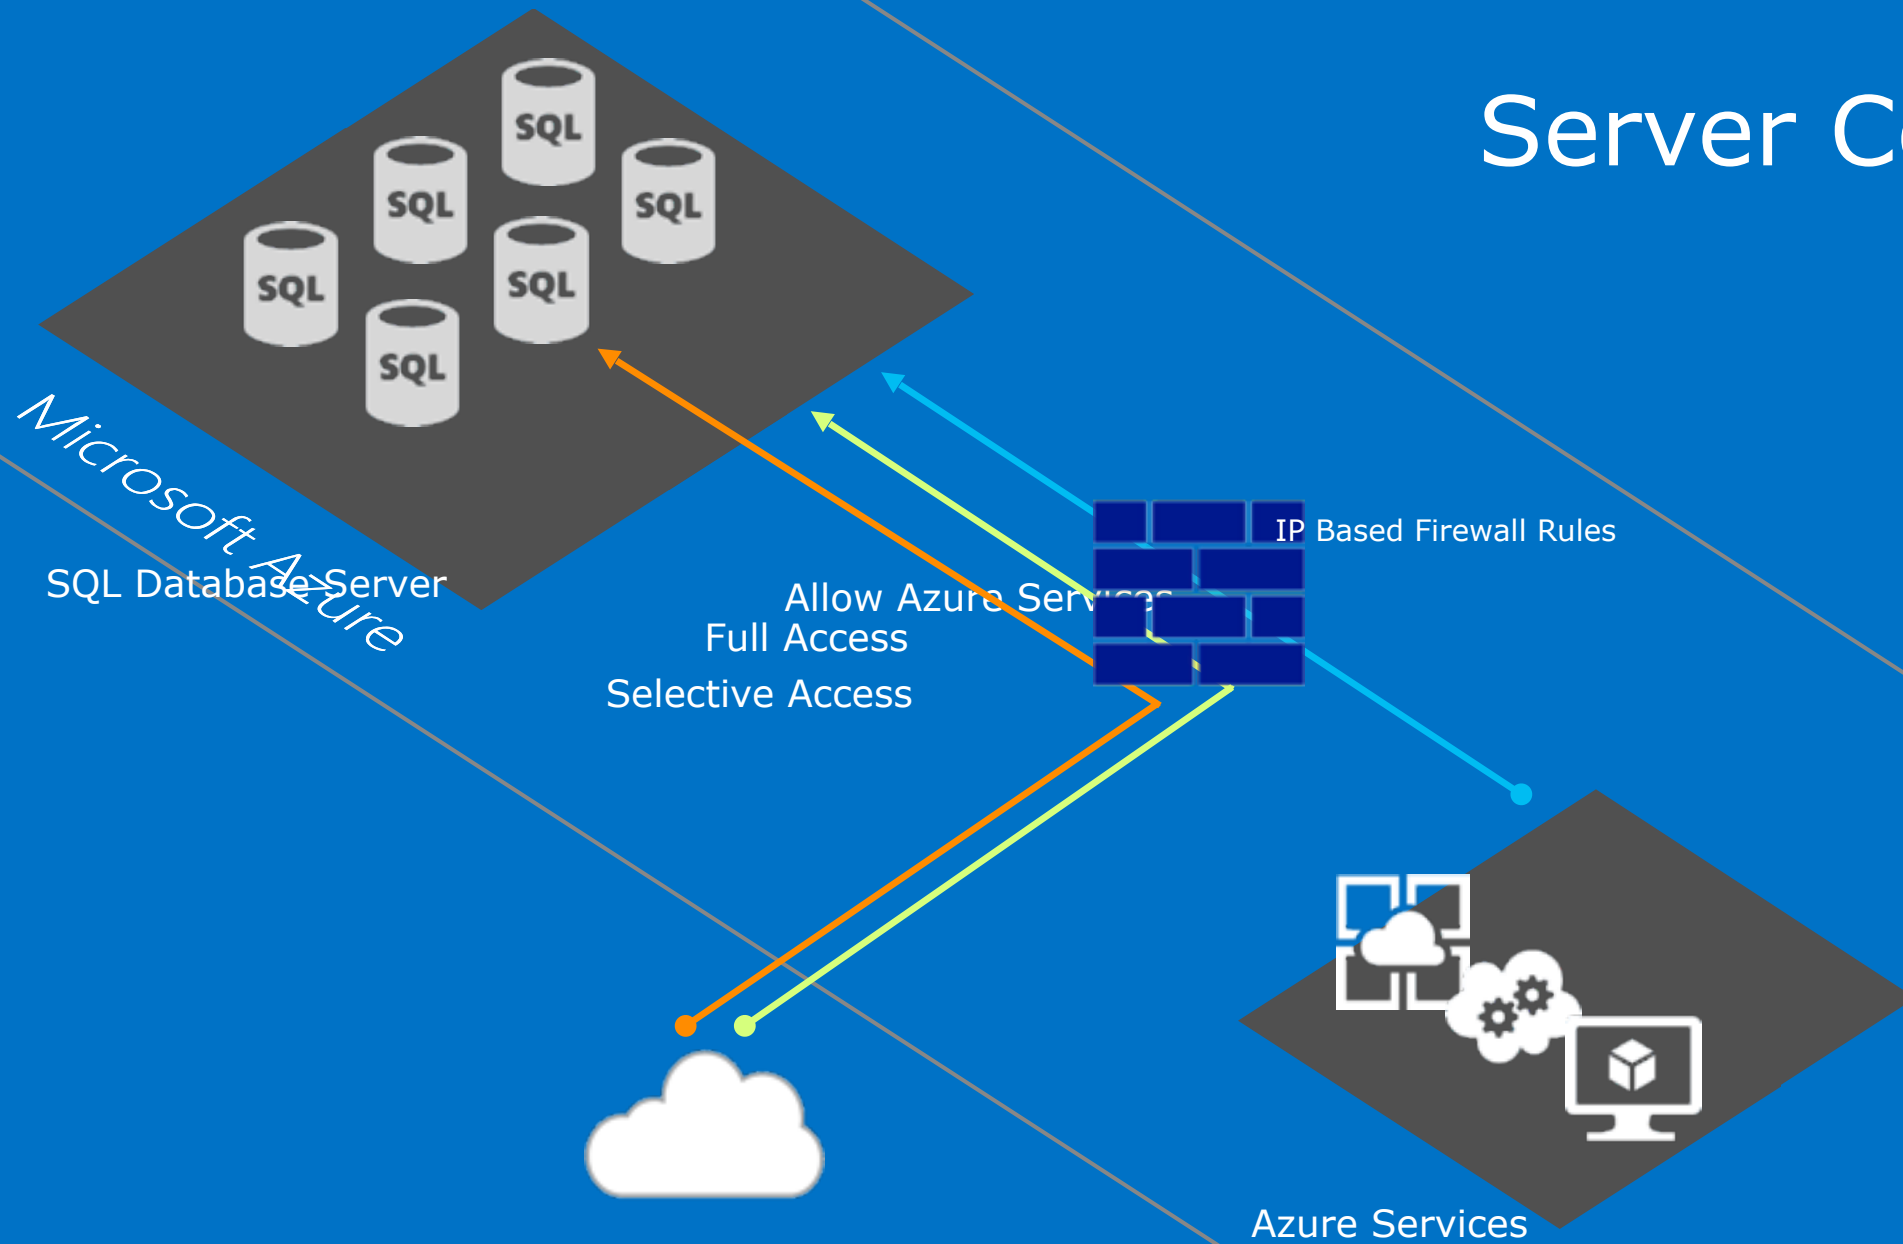 Server C
SQL
SQL
SQL
SQL
SQL
SQL
Microsoft Azure
SQL Database Server
IP Based Firewall Rules
Allow Azure Services
Full Access
Selective Access
Azure Services